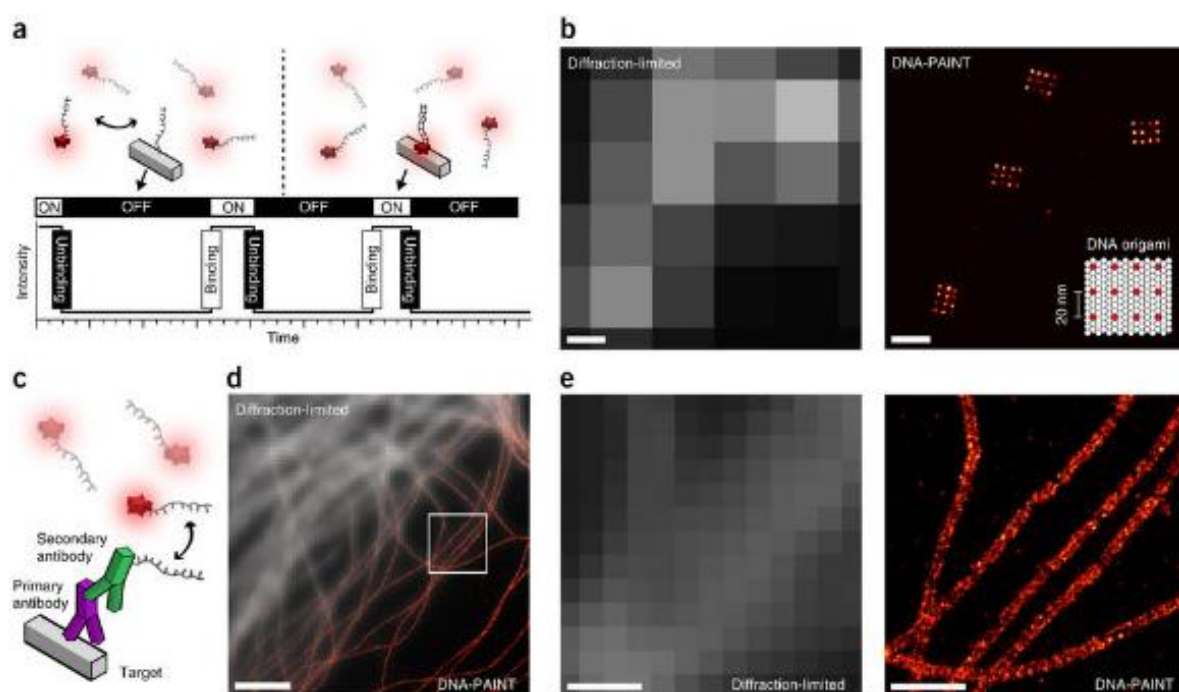 a
ON
OFF
ON
OFF
ON
OFF
Intensity
Unbinding
Binding
Unbinding
Binding
Unbinding
Time
b
Diffraction-limited
DNA-PAINT
DNA origami
20 nm
c
Secondary
antibody
Primary
antibody
Target
d
Diffraction-limited
DNA-PAINT
e
Diffraction-limited
DNA-PAINT